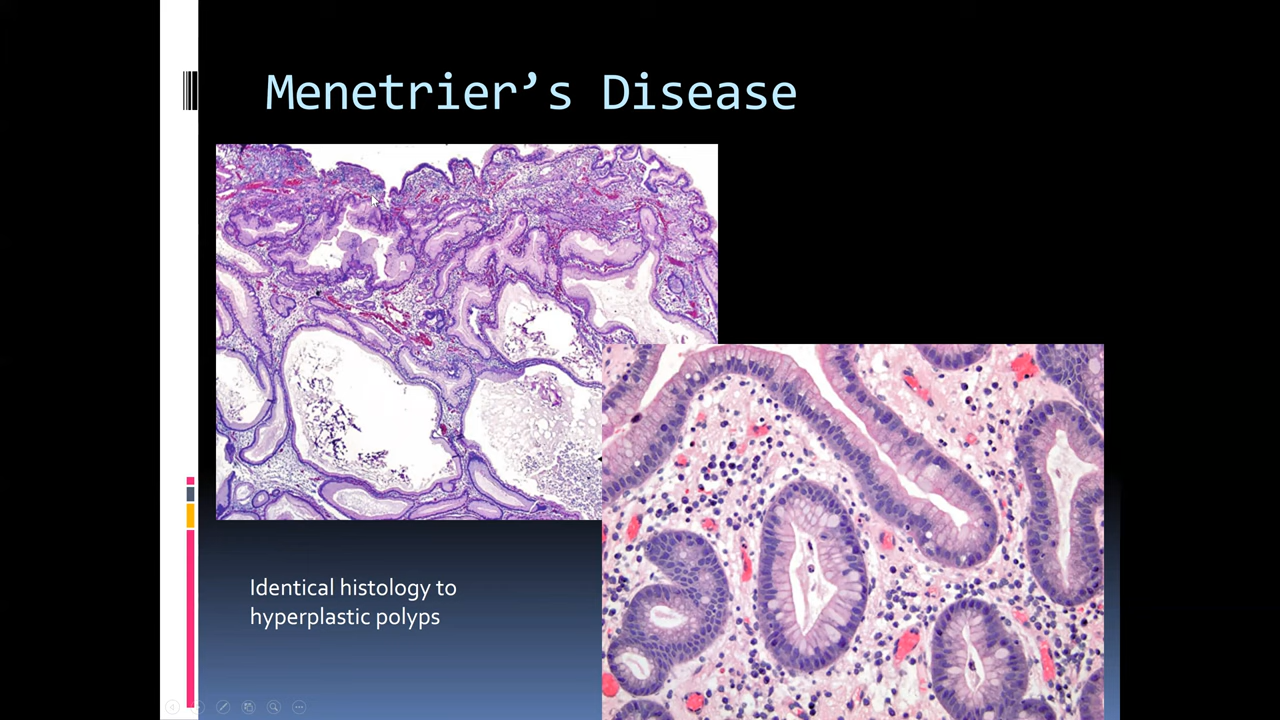 Menetrier’s Disease
Identical histology to
hyperplastic polyps